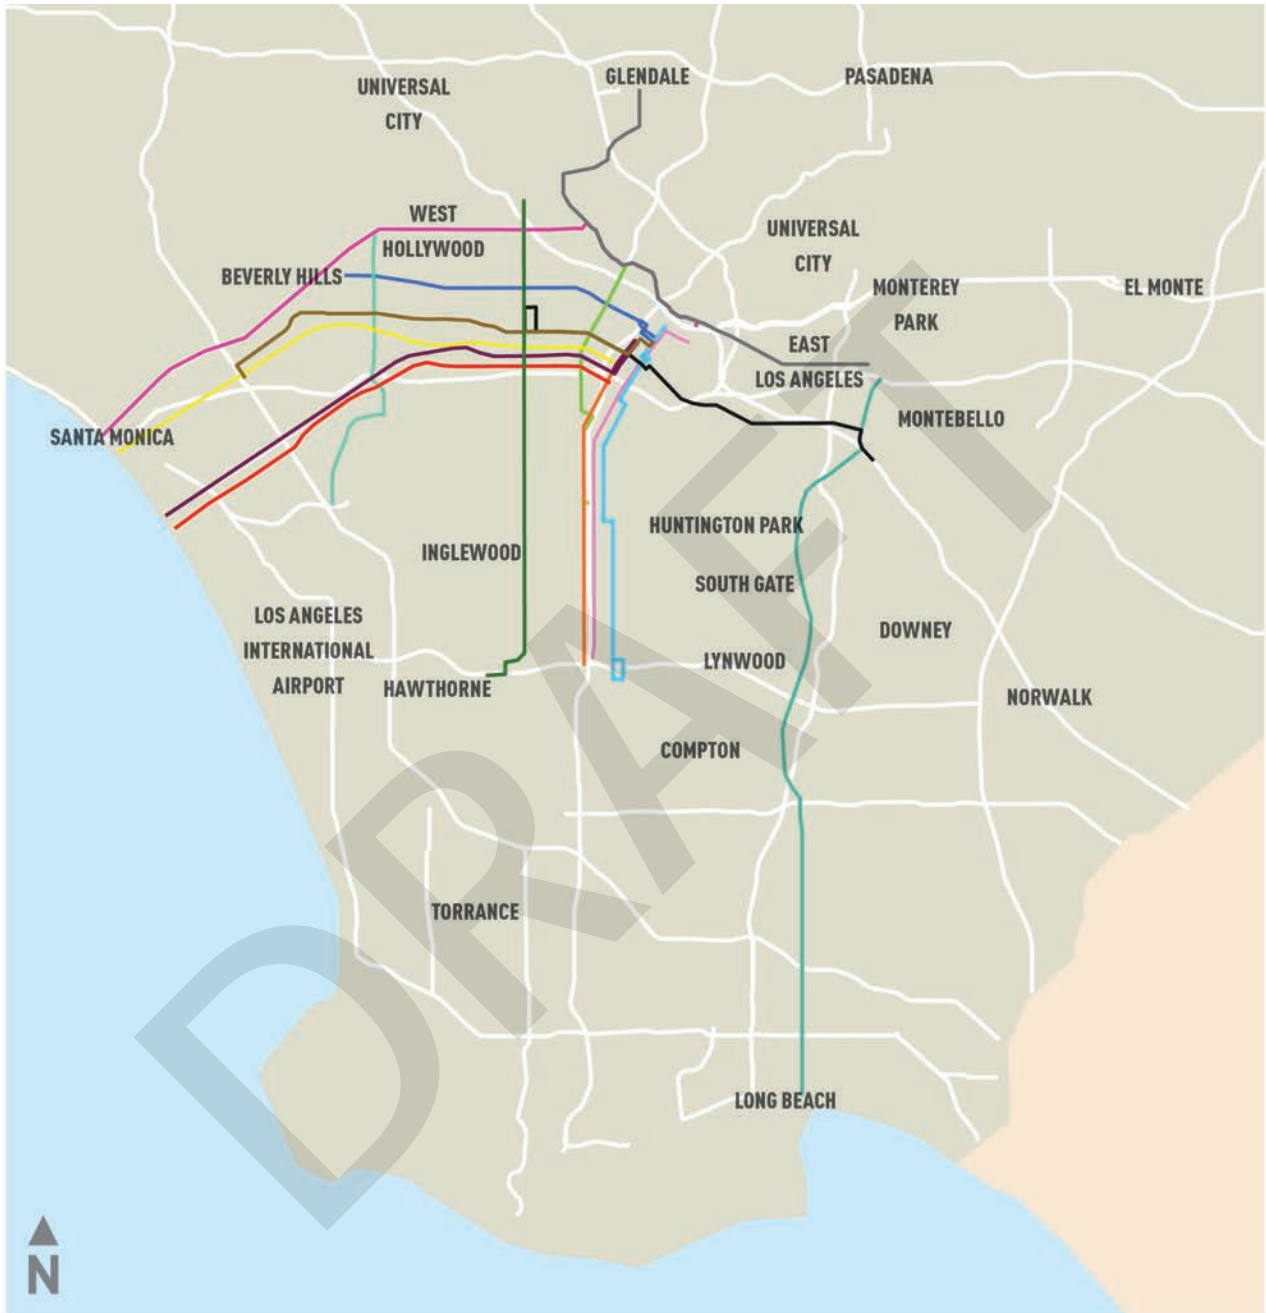 GLENDALE
PASADENA
UNIVERSAL
CITY
WEST
HOLLYWOOD
UNIVERSAL
CITY
BEVERLY HILLS
MONTEREY
PARK
EL MONTE
EAST
LOS ANGELES
MONTEBELLO
SANTA MONICA
HUNTINGTON PARK
INGLEWOOD
SOUTH GATE
LOS ANGELES
INTERNATIONAL
AIRPORT
DOWNEY
LYNWOOD
HAWTHORNE
NORWALK
COMPTON
TORRANCE
LONG BEACH
N
DRAFT